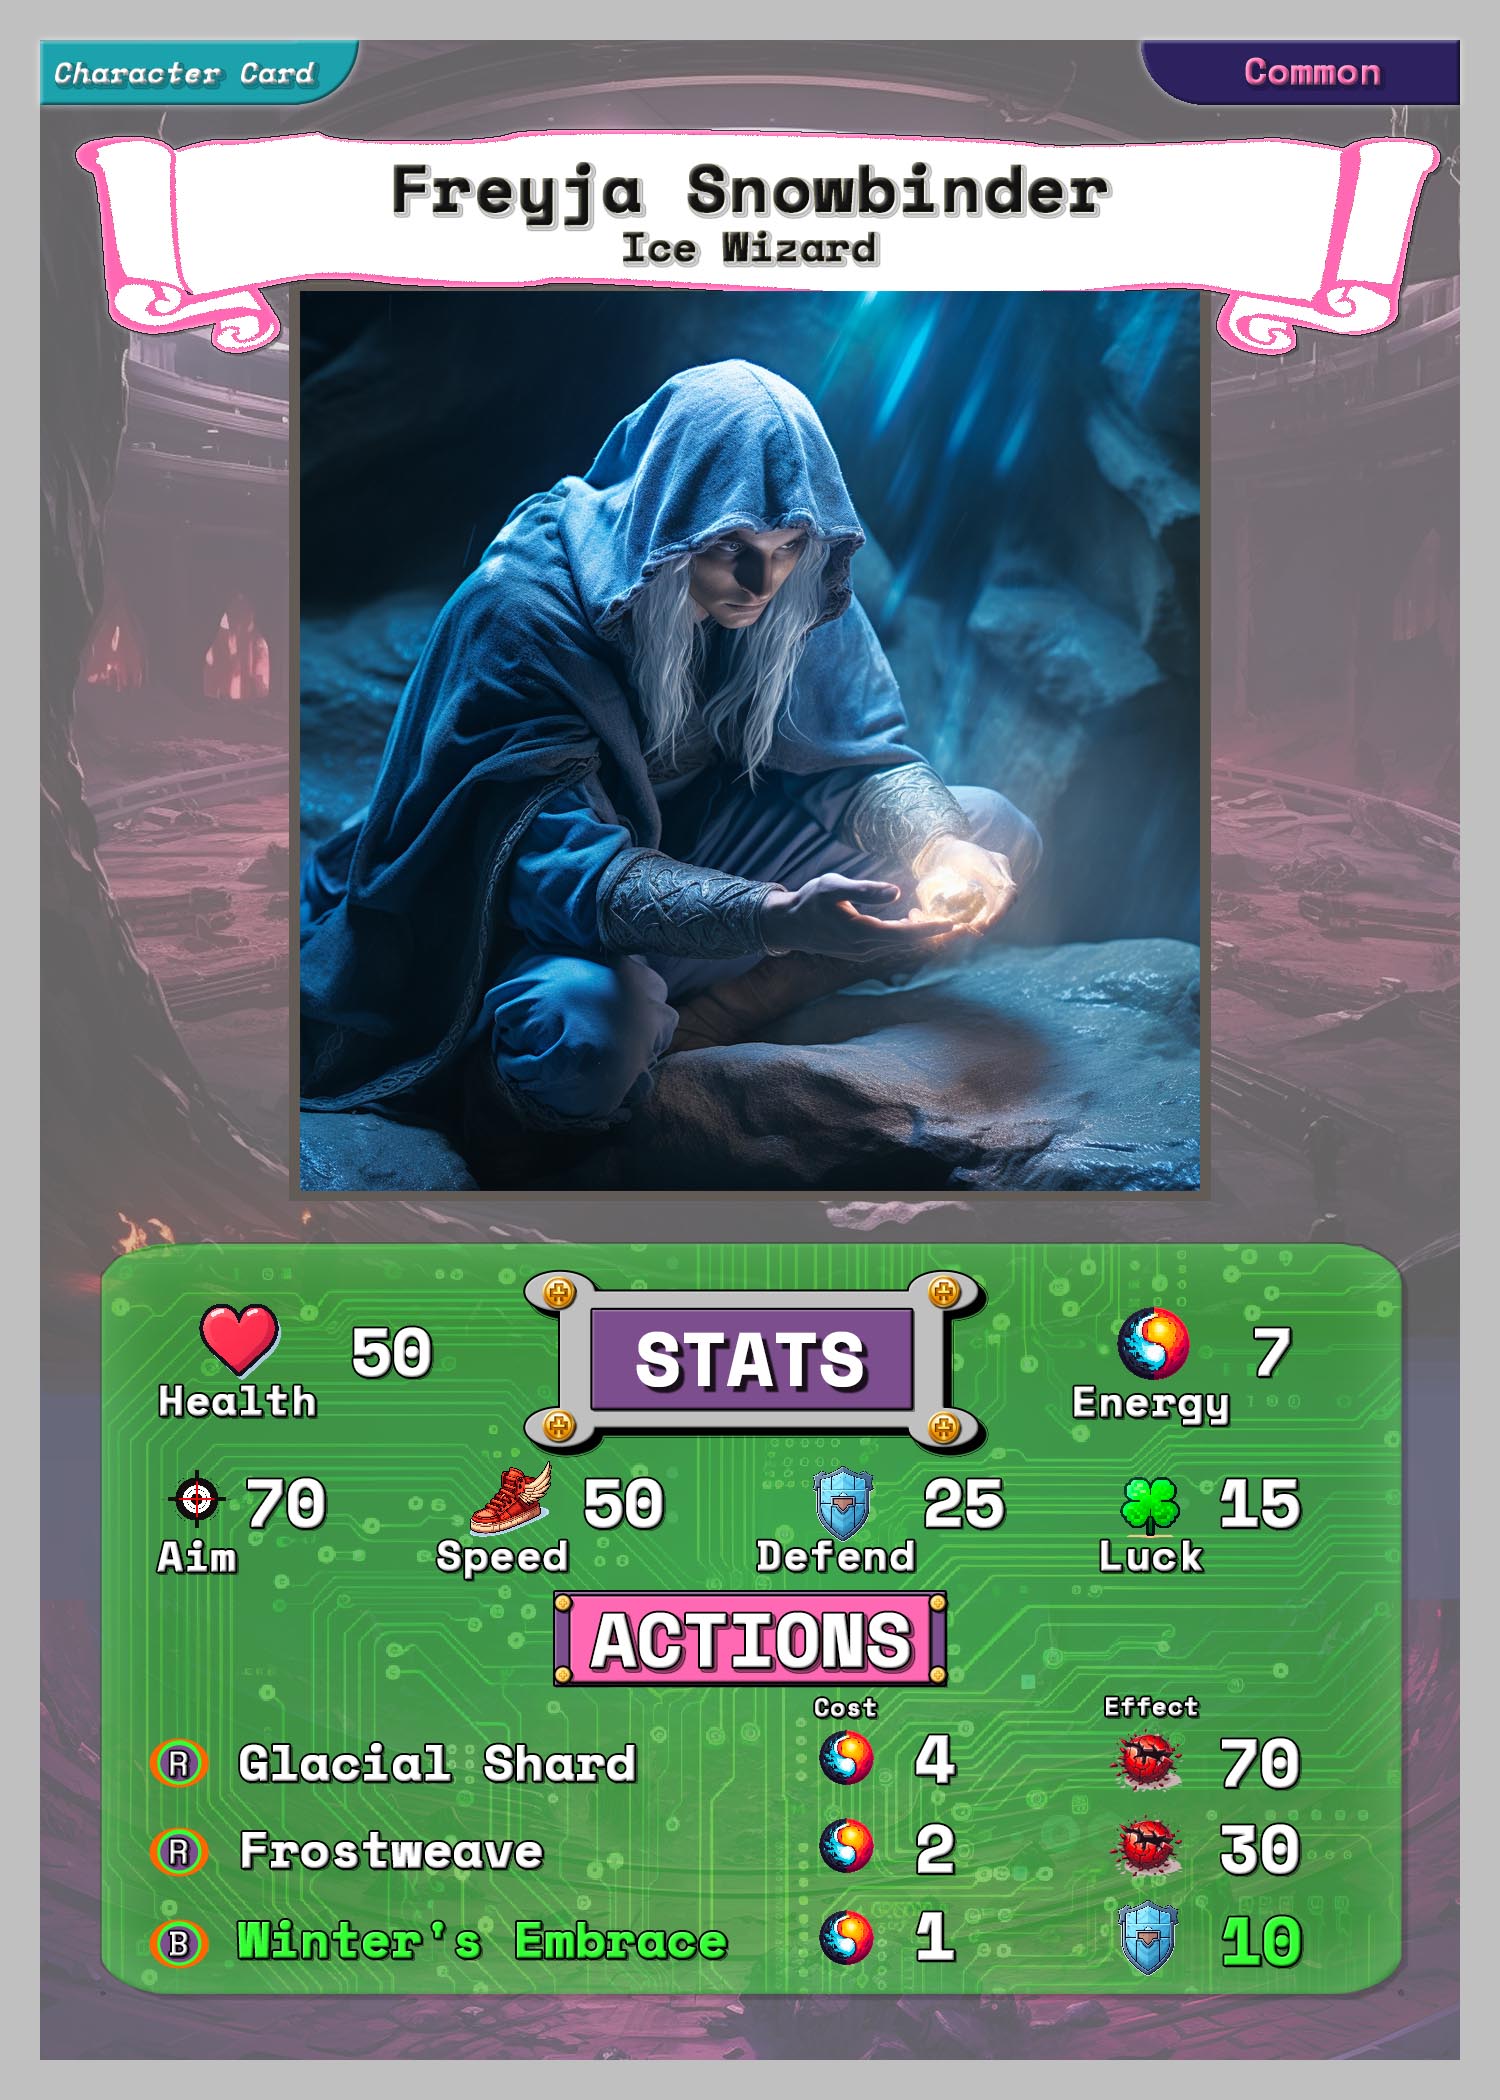 Character Card
Common
Freyja Snowbinder
Ice Wizard
STATS
50
Health
7
Energy
70
Aim
50
Speed
25
Defend
15
Luck
ACTIONS
Cost Effect
R Glacial Shard 4 70
R Frostweave 2 30
B Winter's Embrace 1 10